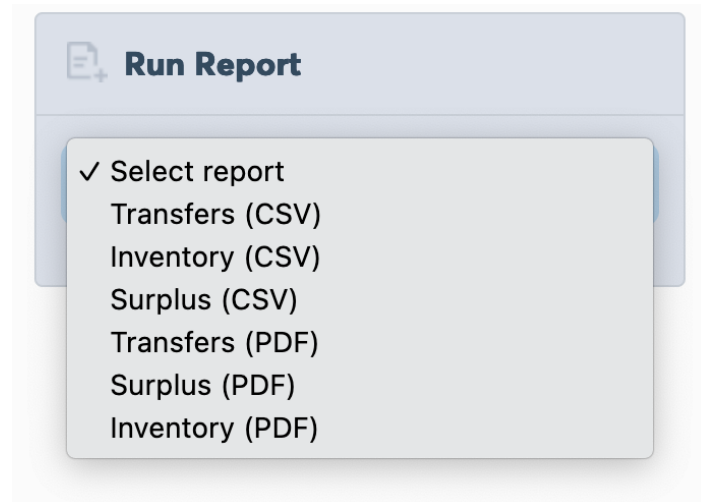 Run Report
✓ Select report
Transfers (CSV)
Inventory (CSV)
Surplus (CSV)
Transfers (PDF)
Surplus (PDF)
Inventory (PDF)